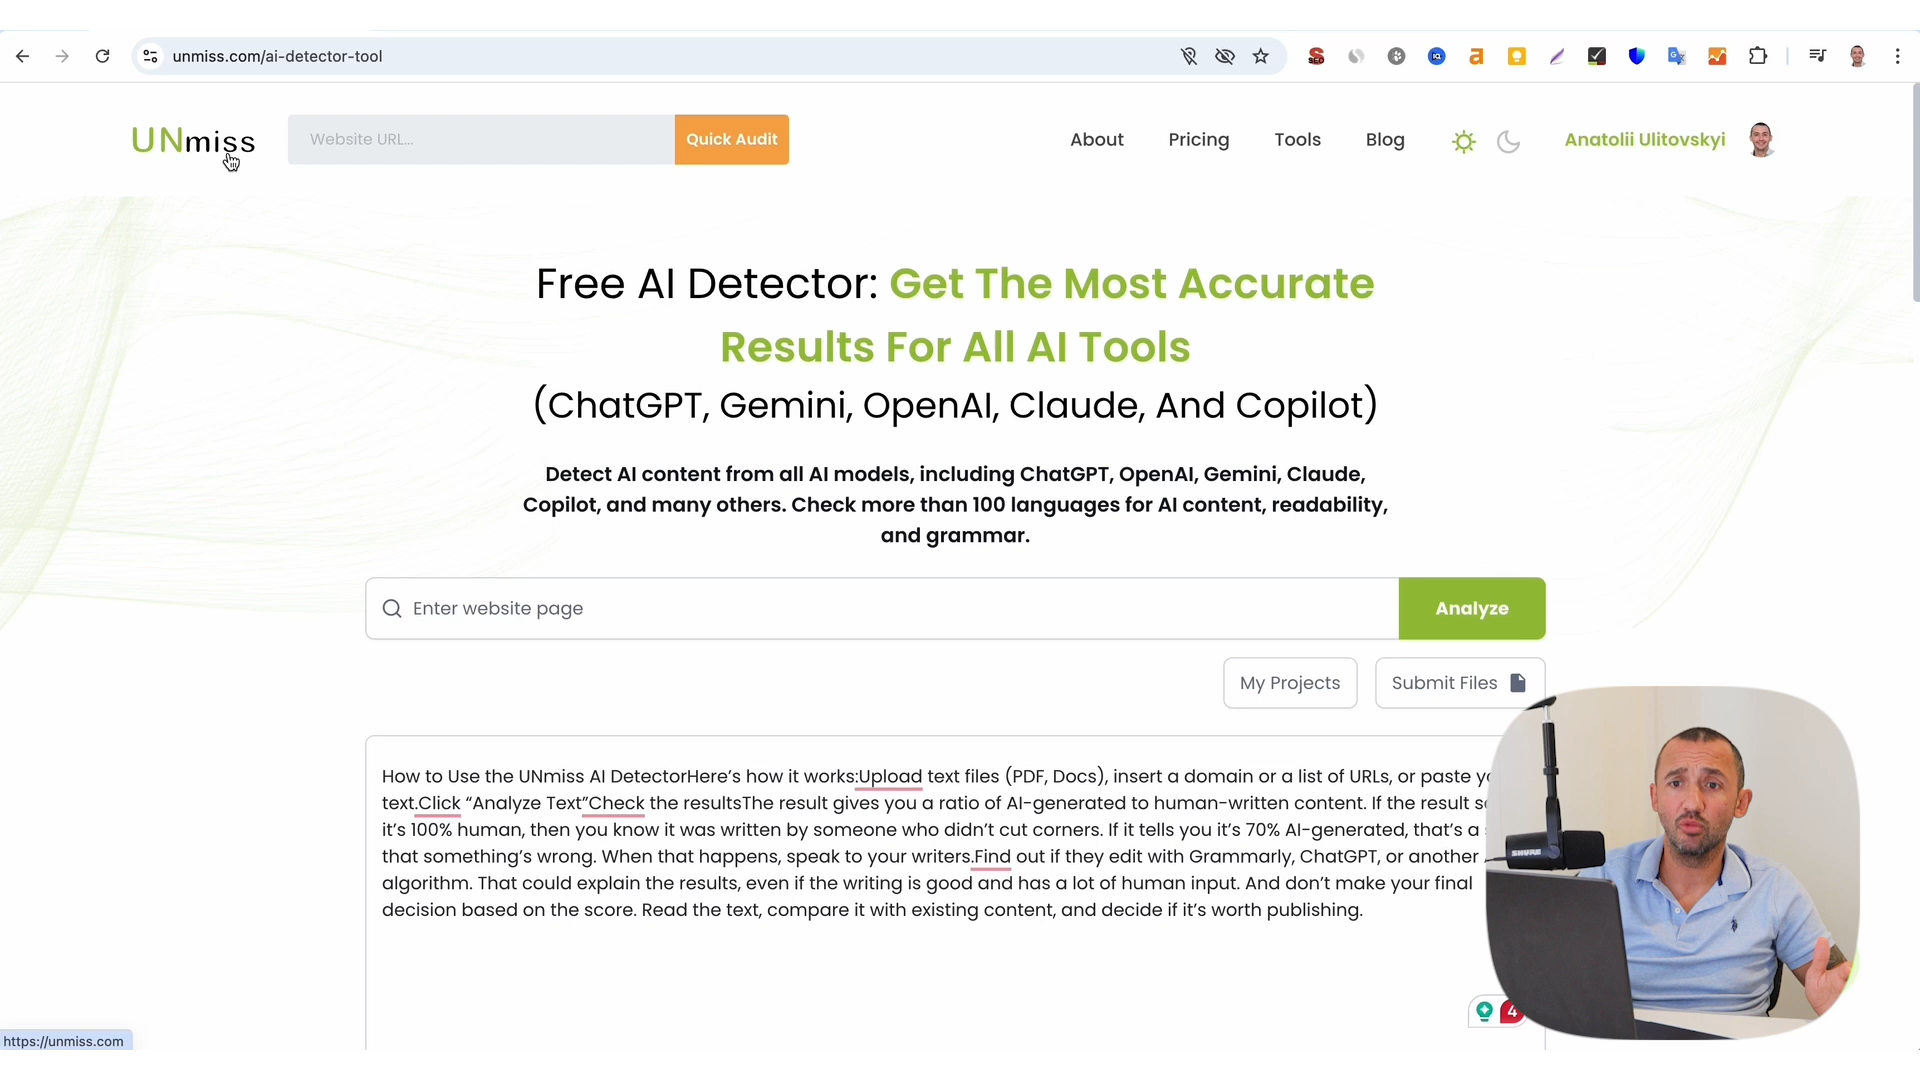 unmiss.com/ai-detector-tool
UNmiss
Website URL...
Quick Audit
About
Pricing
Tools
Blog
Anatolii Ulitovskyi
Free AI Detector: Get The Most Accurate
Results For All AI Tools
(ChatGPT, Gemini, OpenAI, Claude, And Copilot)
Detect AI content from all AI models, including ChatGPT, OpenAI, Gemini, Claude,
Copilot, and many others. Check more than 100 languages for AI content, readability,
and grammar.
Enter website page
Analyze
My Projects
Submit Files
How to Use the UNmiss AI DetectorHere’s how it works:Upload text files (PDF, Docs), insert a domain or a list of URLs, or paste
text.Click “Analyze Text”Check the resultsThe result gives you a ratio of AI-generated to human-written content. If the result
it’s 100% human, then you know it was written by someone who didn’t cut corners. If it tells you it’s 70% AI-generated, that’s a
that something’s wrong. When that happens, speak to your writers.Find out if they edit with Grammarly, ChatGPT, or another
algorithm. That could explain the results, even if the writing is good and has a lot of human input. And don’t make your final
decision based on the score. Read the text, compare it with existing content, and decide if it’s worth publishing.
SHURE
4
https://unmiss.com